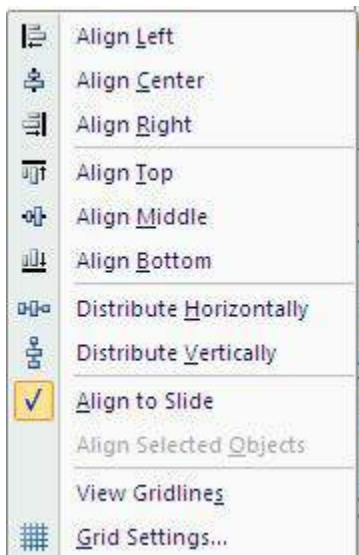 Align Left
Align Center
Align Right
Align Top
Align Middle
Align Bottom
Distribute Horizontally
Distribute Vertically
Align to Slide
Align Selected Objects
View Gridlines
Grid Settings...